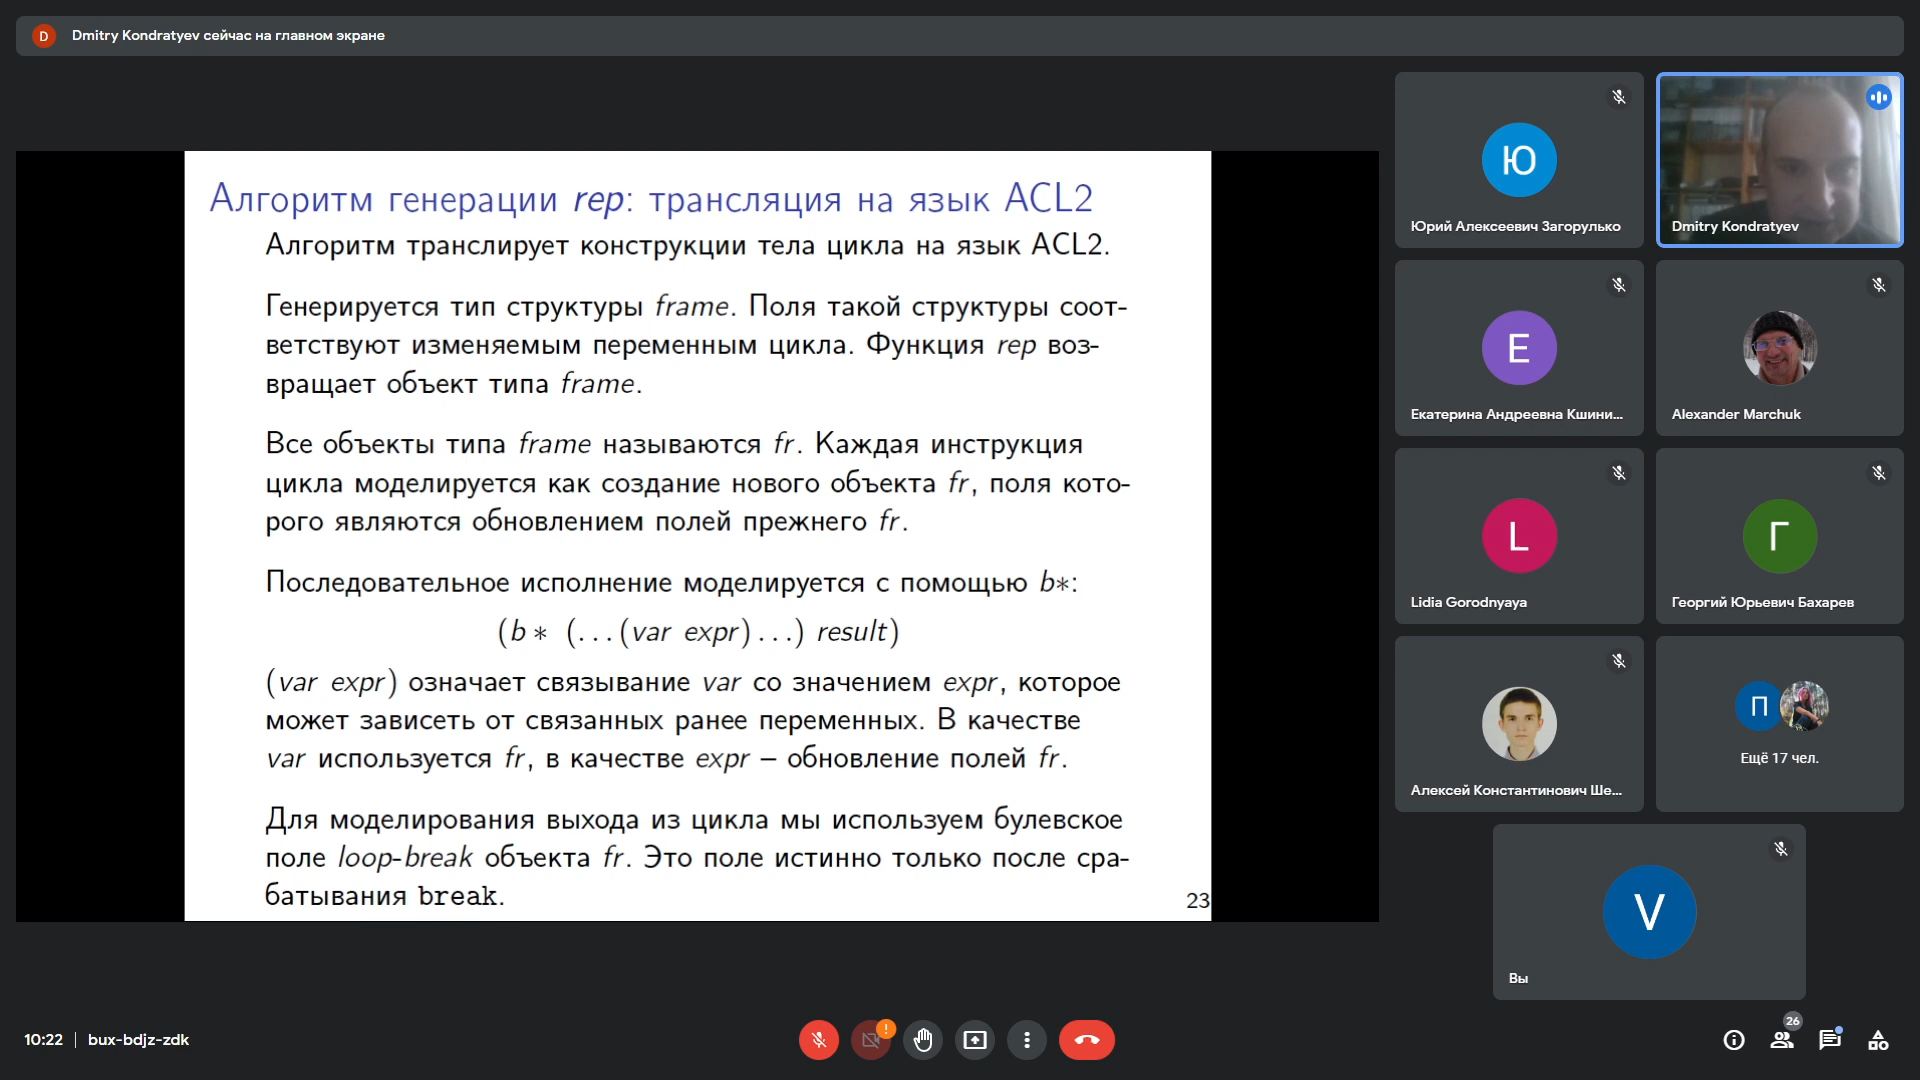 D
Dmitry Kondratyev сейчас на главном экране
Алгоритм генерации rep: трансляция на язык ACL2
Алгоритм транслирует конструкции тела цикла на язык ACL2.
Генерируется тип структуры frame. Поля такой структуры соот-
ветствуют изменяемым переменным цикла. Функция rep воз-
вращает объект типа frame.
Все объекты типа frame называются fr. Каждая инструкция
цикла моделируется как создание нового объекта fr, поля кото-
рого являются обновлением полей прежнего fr.
Последовательное исполнение моделируется с помощью b∗:
(b ∗ (...(var expr)...) result)
(var expr) означает связывание var со значением expr, которое
может зависеть от связанных ранее переменных. В качестве
var используется fr, в качестве expr – обновление полей fr.
Для моделирования выхода из цикла мы используем булевское
поле loop-break объекта fr. Это поле истинно только после сра-
батывания break.
23
Ю
Юрий Алексеевич Загорулько
Dmitry Kondratyev
E
Екатерина Андреевна Кшини...
Alexander Marchuk
L
Lidia Gorodnyaya
Г
Георгий Юрьевич Бахарев
Алексей Константинович Ше...
П
Ещё 17 чел.
V
Вы
10:22 | bux-bdjz-zdk
!
26